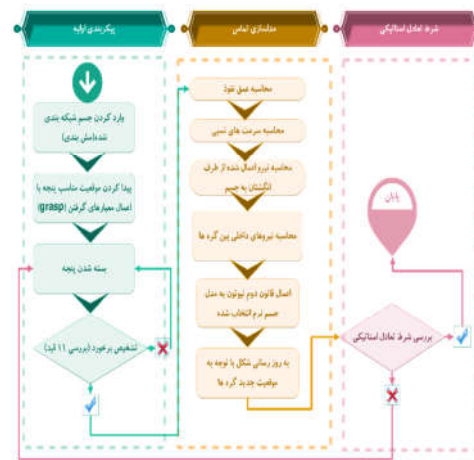 پیکربندی اولیه
وارد کردن جسم شبکه بندی
شده(مش بندی)
پیدا کردن موقعیت مناسب پنجه با
اعمال معیارهای گرفتن (grasp)
بسته شدن پنجه
تشخیص برخورد (بررسی ۱۱ قید)
مدلسازی تماس
محاسبه عمق نفوذ
محاسبه سرعت های نسبی
محاسبه نیرو اعمال شده از طرف
انگشتان به جسم
محاسبه نیروهای داخلی بین گره ها
اعمال قانون دوم نیوتون به مدل
جسم نرم انتخاب شده
به روز رسانی شکل با توجه به
موقعیت جدید گره ها
شرط تعادل استاتیکی
پایان
بررسی شرط تعادل استاتیکی